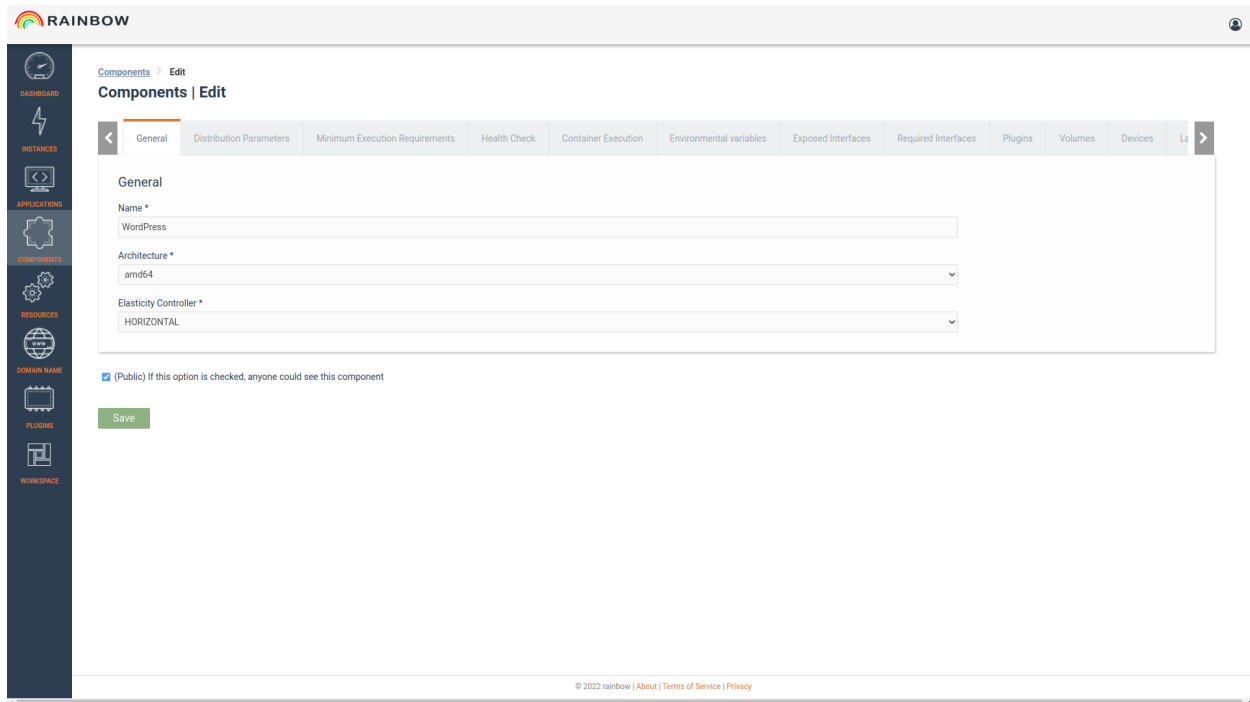 RAINBOW
DASHBOARD
INSTANCES
APPLICATIONS
COMPONENTS
RESOURCES
WWW
DOMAIN NAME
PLUGINS
WORKSPACE
Components > Edit
Components | Edit
General Distribution Parameters Minimum Execution Requirements Health Check Container Execution Environmental variables Exposed Interfaces Required Interfaces Plugins Volumes Devices
General
Name *
WordPress
Architecture *
amd64
Elasticity Controller *
HORIZONTAL
(Public) If this option is checked, anyone could see this component
Save
© 2022 rainbow | About | Terms of Service | Privacy